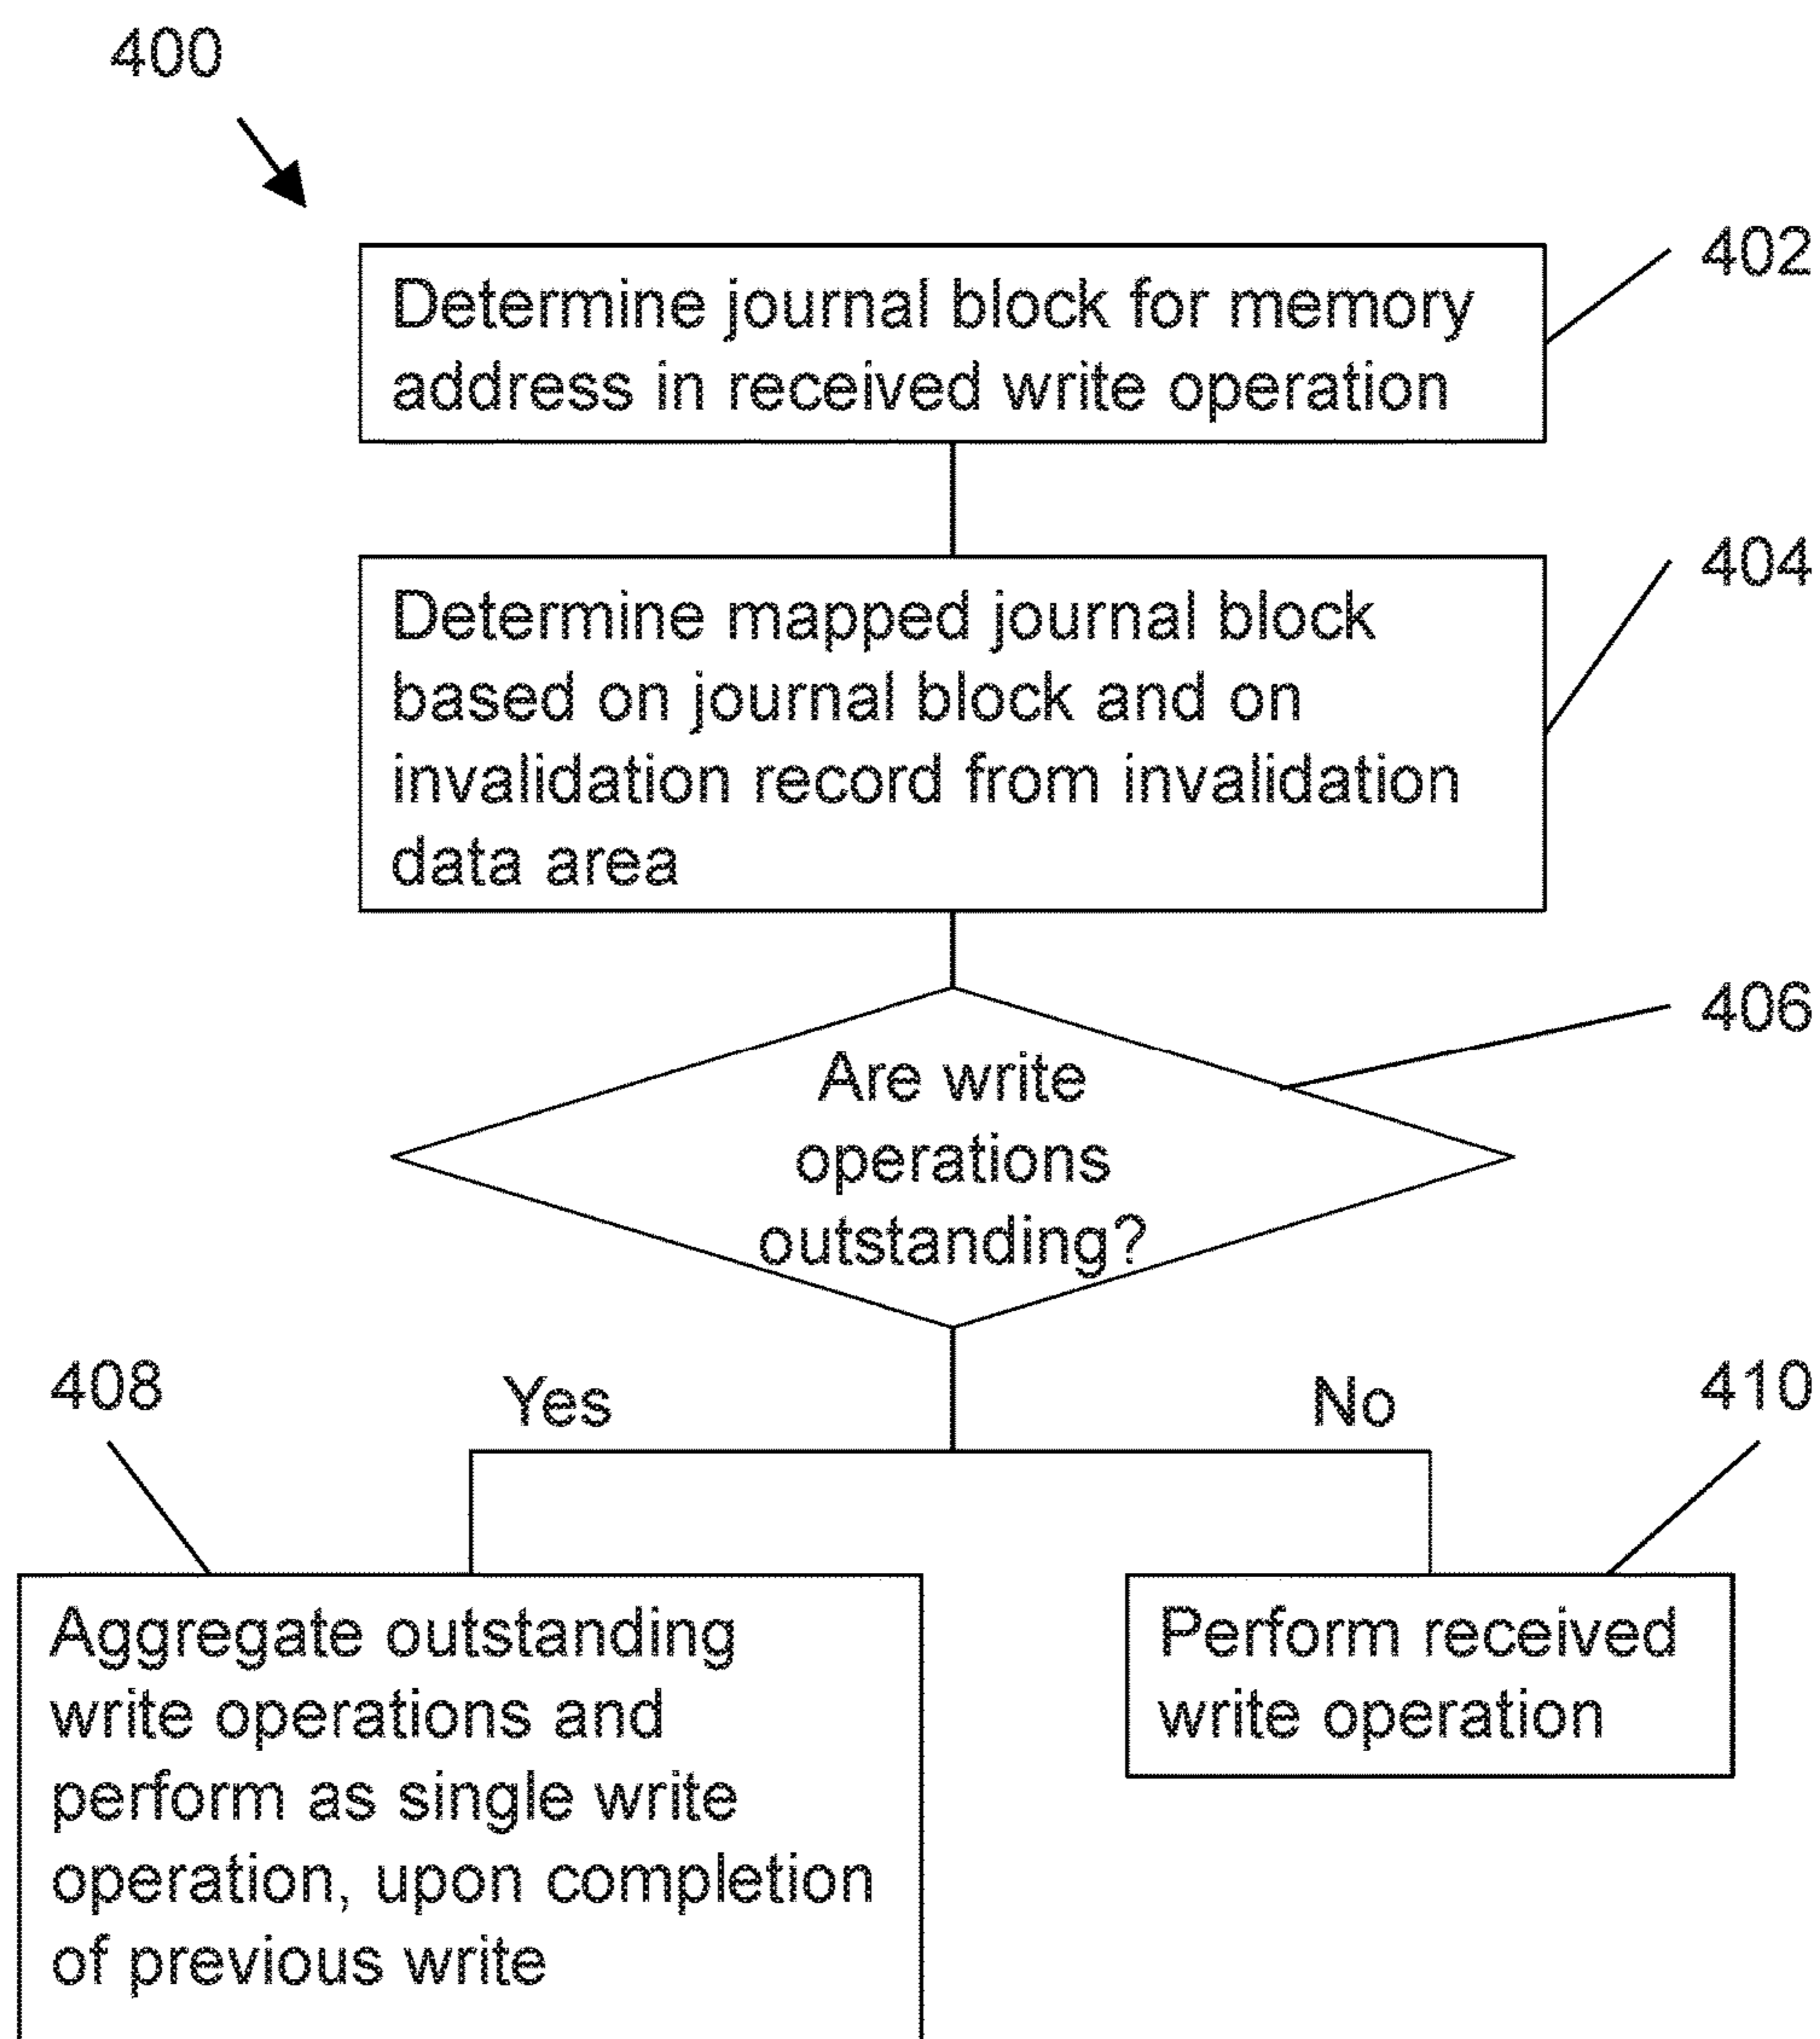 400
402
Determine journal block for memory
address in received write operation
404
Determine mapped journal block
based on journal block and on
invalidation record from invalidation
data area
406
Are write
operations
outstanding?
408
Yes
No
410
Aggregate outstanding
write operations and
perform as single write
operation, upon completion
of previous write
Perform received
write operation